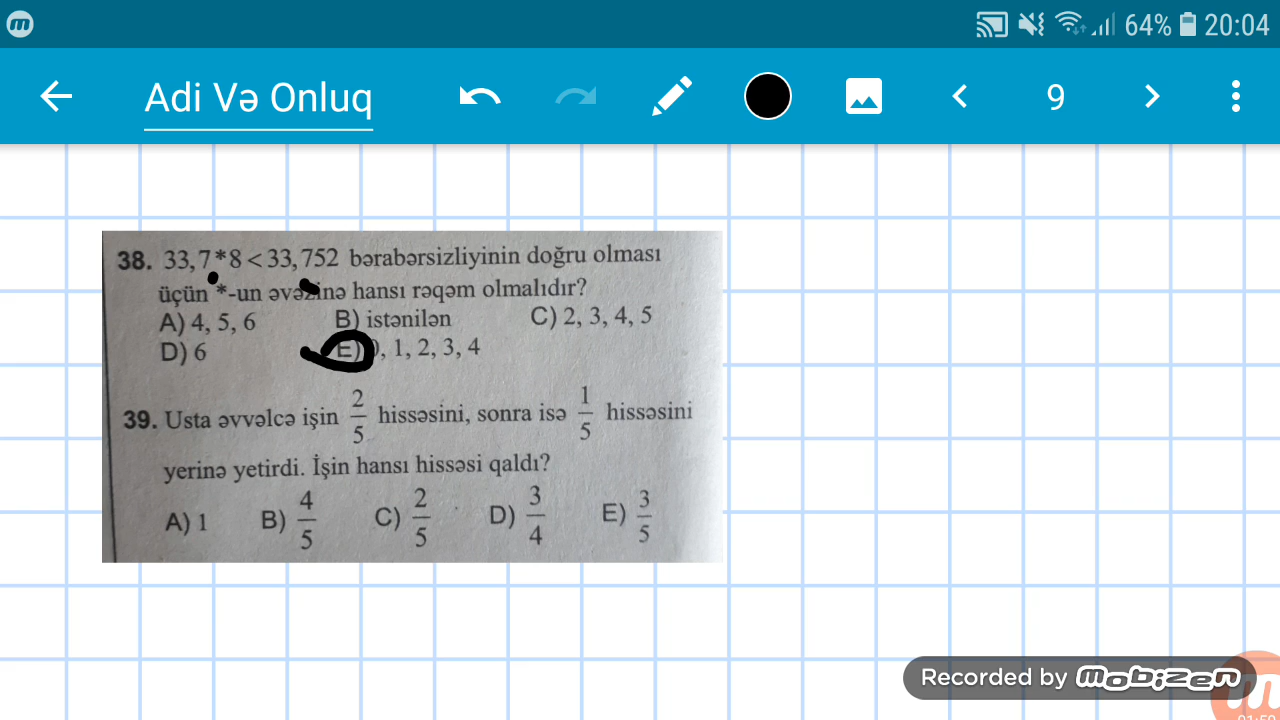 64% 20:04
Adi Və Onluq 9
38. 33,7*8<33,752 bərabərsizliyinin doğru olması
üçün *-un əvəzinə hansı rəqəm olmalıdır?
A) 4, 5, 6 B) istənilən C) 2, 3, 4, 5
D) 6 E) 0, 1, 2, 3, 4
39. Usta əvvəlcə işin 2/5 hissəsini, sonra isə 1/5 hissəsini
yerinə yetirdi. İşin hansı hissəsi qaldı?
A) 1 B) 4/5 C) 2/5 D) 3/4 E) 3/5
Recorded by mobizen